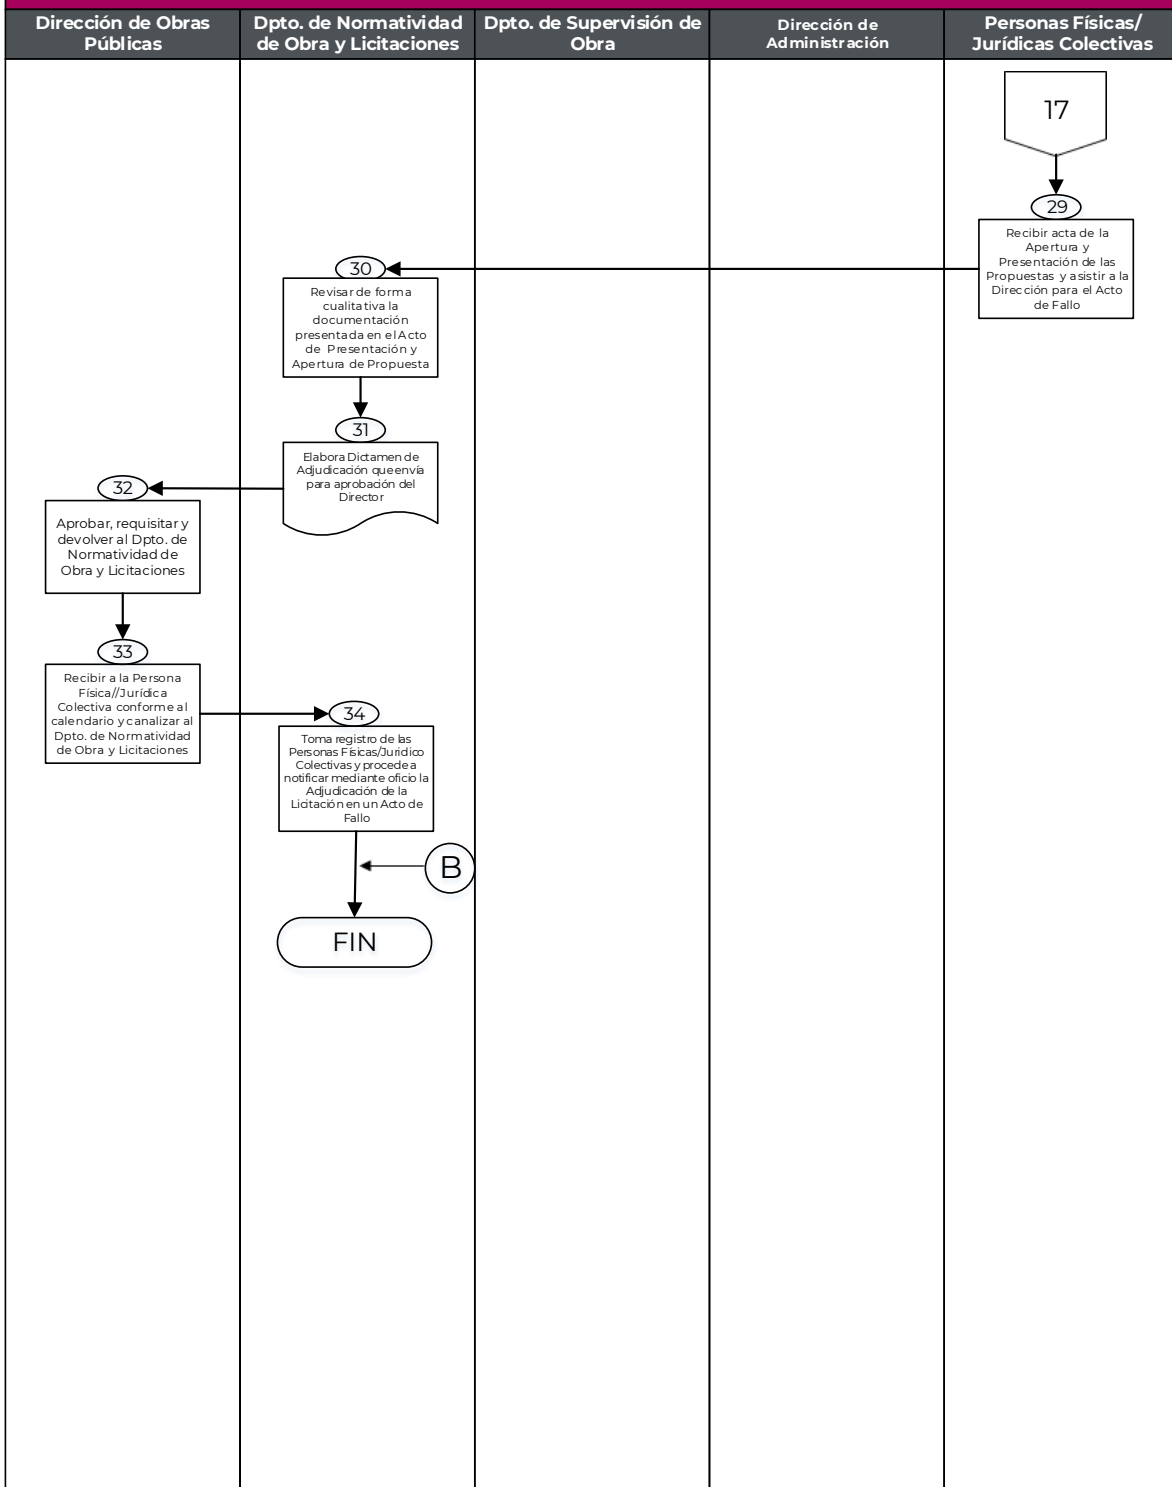 Dirección de Obras
Públicas
Dpto. de Normatividad
de Obra y Licitaciones
Dpto. de Supervisión de
Obra
Dirección de
Administración
Personas Físicas/
Jurídicas Colectivas
17
29
Recibir acta de la
Apertura y
Presentación de las
Propuestas y asistir a la
Dirección para el Acto
de Fallo
30
Revisar de forma
cualitativa la
documentación
presentada en el Acto
de Presentación y
Apertura de Propuesta
31
Elabora Dictamen de
Adjudicación que envía
para aprobación del
Director
32
Aprobar, requisitar y
devolver al Dpto. de
Normatividad de
Obra y Licitaciones
33
Recibir a la Persona
Física//Jurídica
Colectiva conforme al
calendario y canalizar al
Dpto. de Normatividad
de Obra y Licitaciones
34
Toma registro de las
Personas Físicas/Juridico
Colectivas y procede a
notificar mediante oficio la
Adjudicación de la
Licitación en un Acto de
Fallo
B
FIN